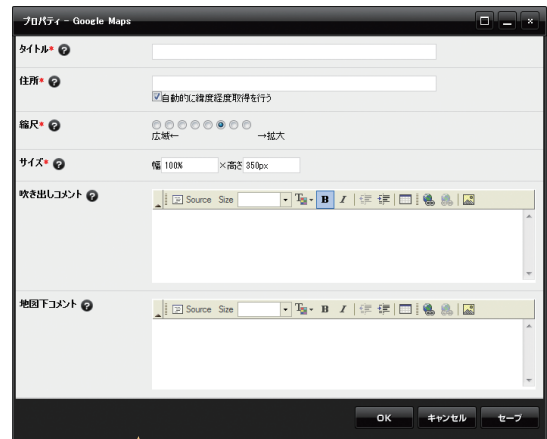 プロパティ - Google Maps
タイトル*
住所*
自動的に緯度経度取得を行う
縮尺*
広域← →拡大
サイズ* 幅 100% ×高さ 350px
吹き出しコメント
Source Size B I
地図下コメント
Source Size B I
OK キャンセル セーブ